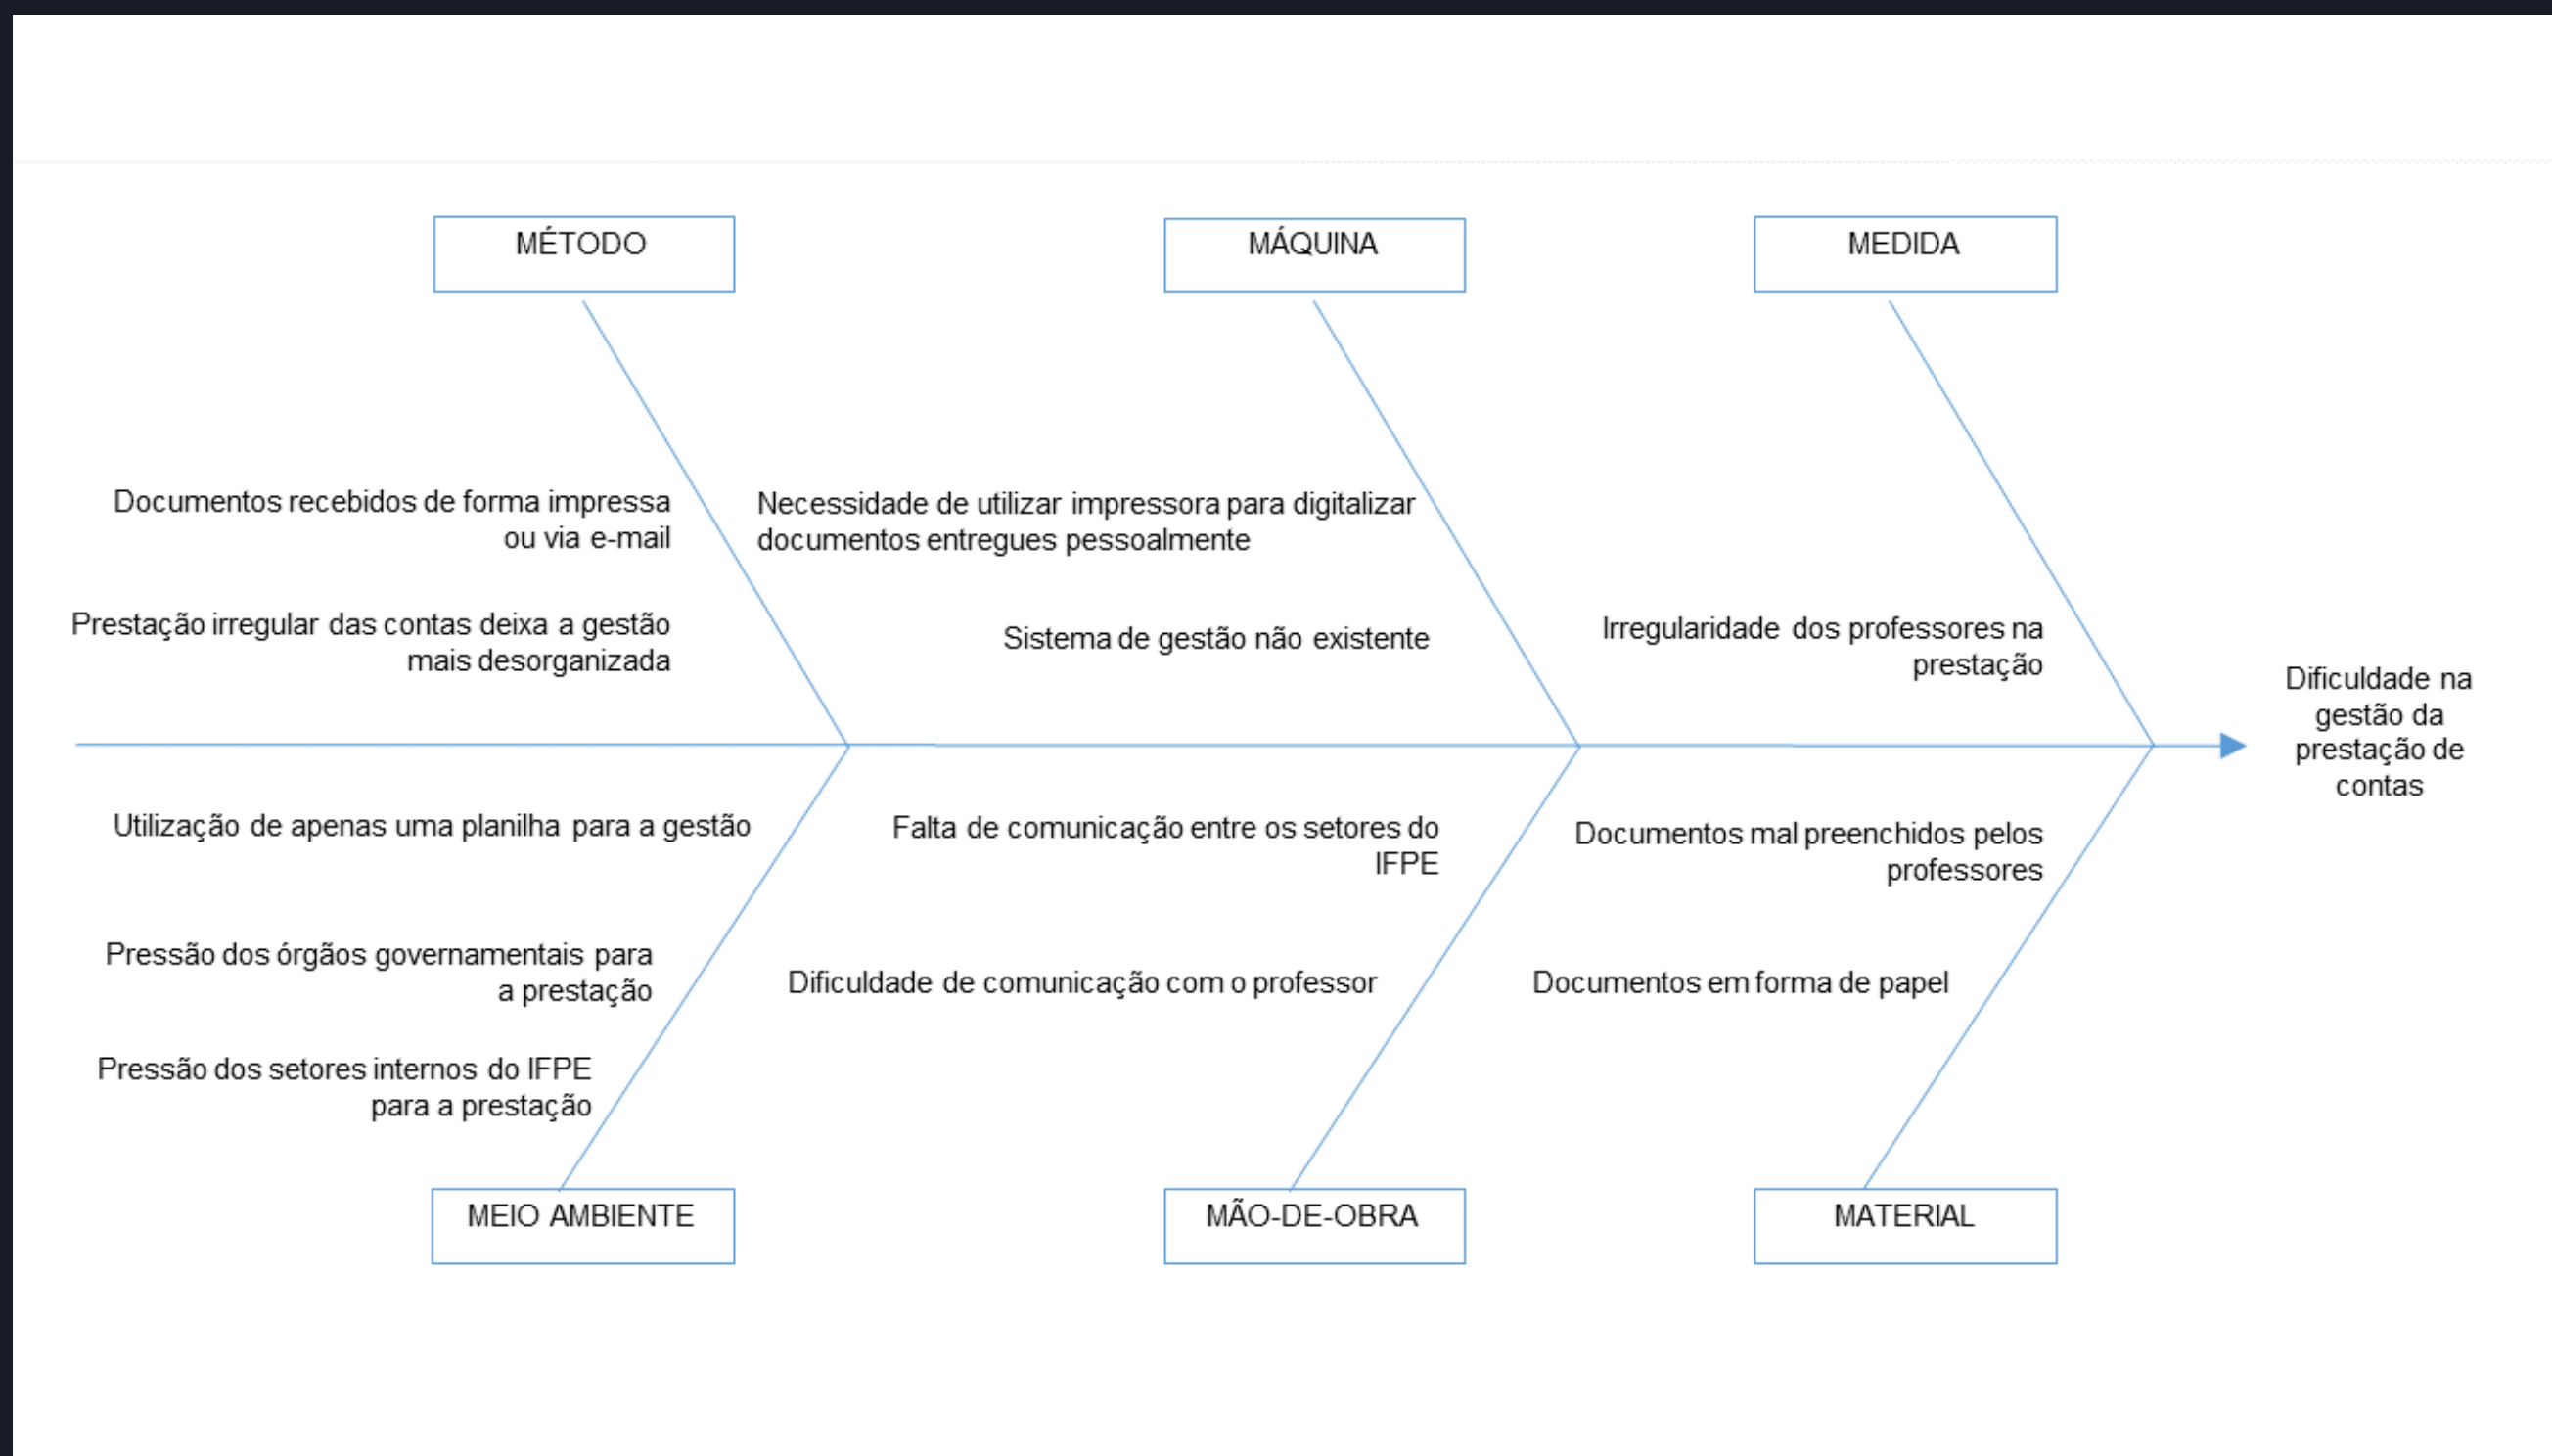 MÉTODO
MÁQUINA
MEDIDA
Documentos recebidos de forma impressa
ou via e-mail
Necessidade de utilizar impressora para digitalizar
documentos entregues pessoalmente
Prestação irregular das contas deixa a gestão
mais desorganizada
Sistema de gestão não existente
Irregularidade dos professores na
prestação
Dificuldade na
gestão da
prestação de
contas
Utilização de apenas uma planilha para a gestão
Falta de comunicação entre os setores do
IFPE
Documentos mal preenchidos pelos
professores
Pressão dos órgãos governamentais para
a prestação
Dificuldade de comunicação com o professor
Documentos em forma de papel
Pressão dos setores internos do IFPE
para a prestação
MEIO AMBIENTE
MÃO-DE-OBRA
MATERIAL